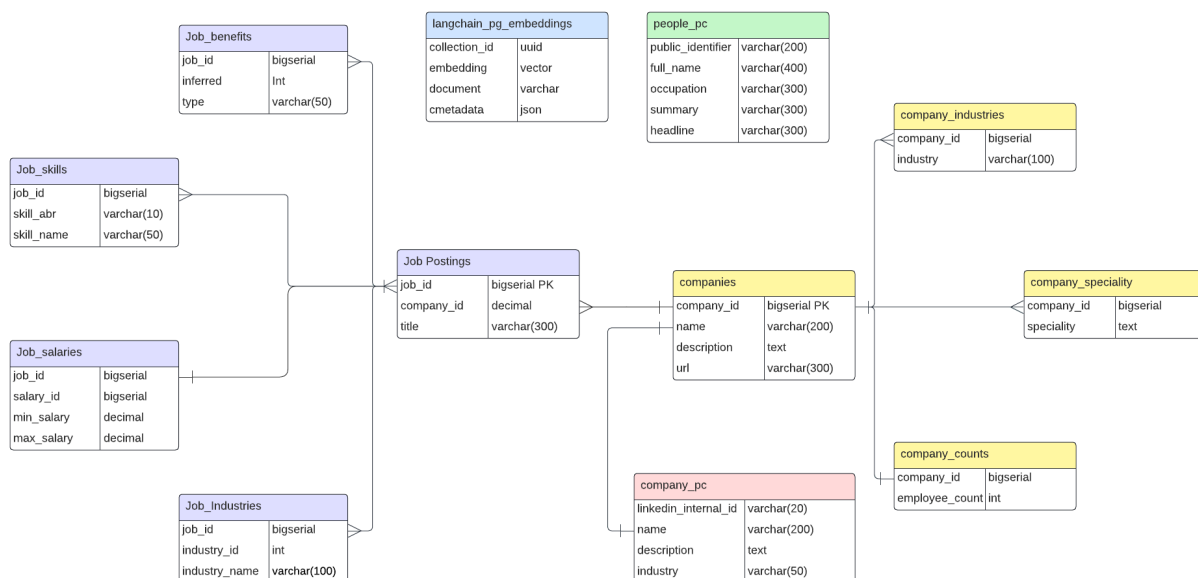 Job_benefits
job_id bigserial
inferred Int
type varchar(50)
langchain_pg_embeddings
collection_id uuid
embedding vector
document varchar
cmetadata json
people_pc
public_identifier varchar(200)
full_name varchar(400)
occupation varchar(300)
summary varchar(300)
headline varchar(300)
company_industries
company_id bigserial
industry varchar(100)
Job_skills
job_id bigserial
skill_abr varchar(10)
skill_name varchar(50)
Job Postings
job_id bigserial PK
company_id decimal
title varchar(300)
companies
company_id bigserial PK
name varchar(200)
description text
url varchar(300)
company_speciality
company_id bigserial
speciality text
Job_salaries
job_id bigserial
salary_id bigserial
min_salary decimal
max_salary decimal
company_counts
company_id bigserial
employee_count int
Job_Industries
job_id bigserial
industry_id int
industry_name varchar(100)
company_pc
linkedin_internal_id varchar(20)
name varchar(200)
description text
industry varchar(50)